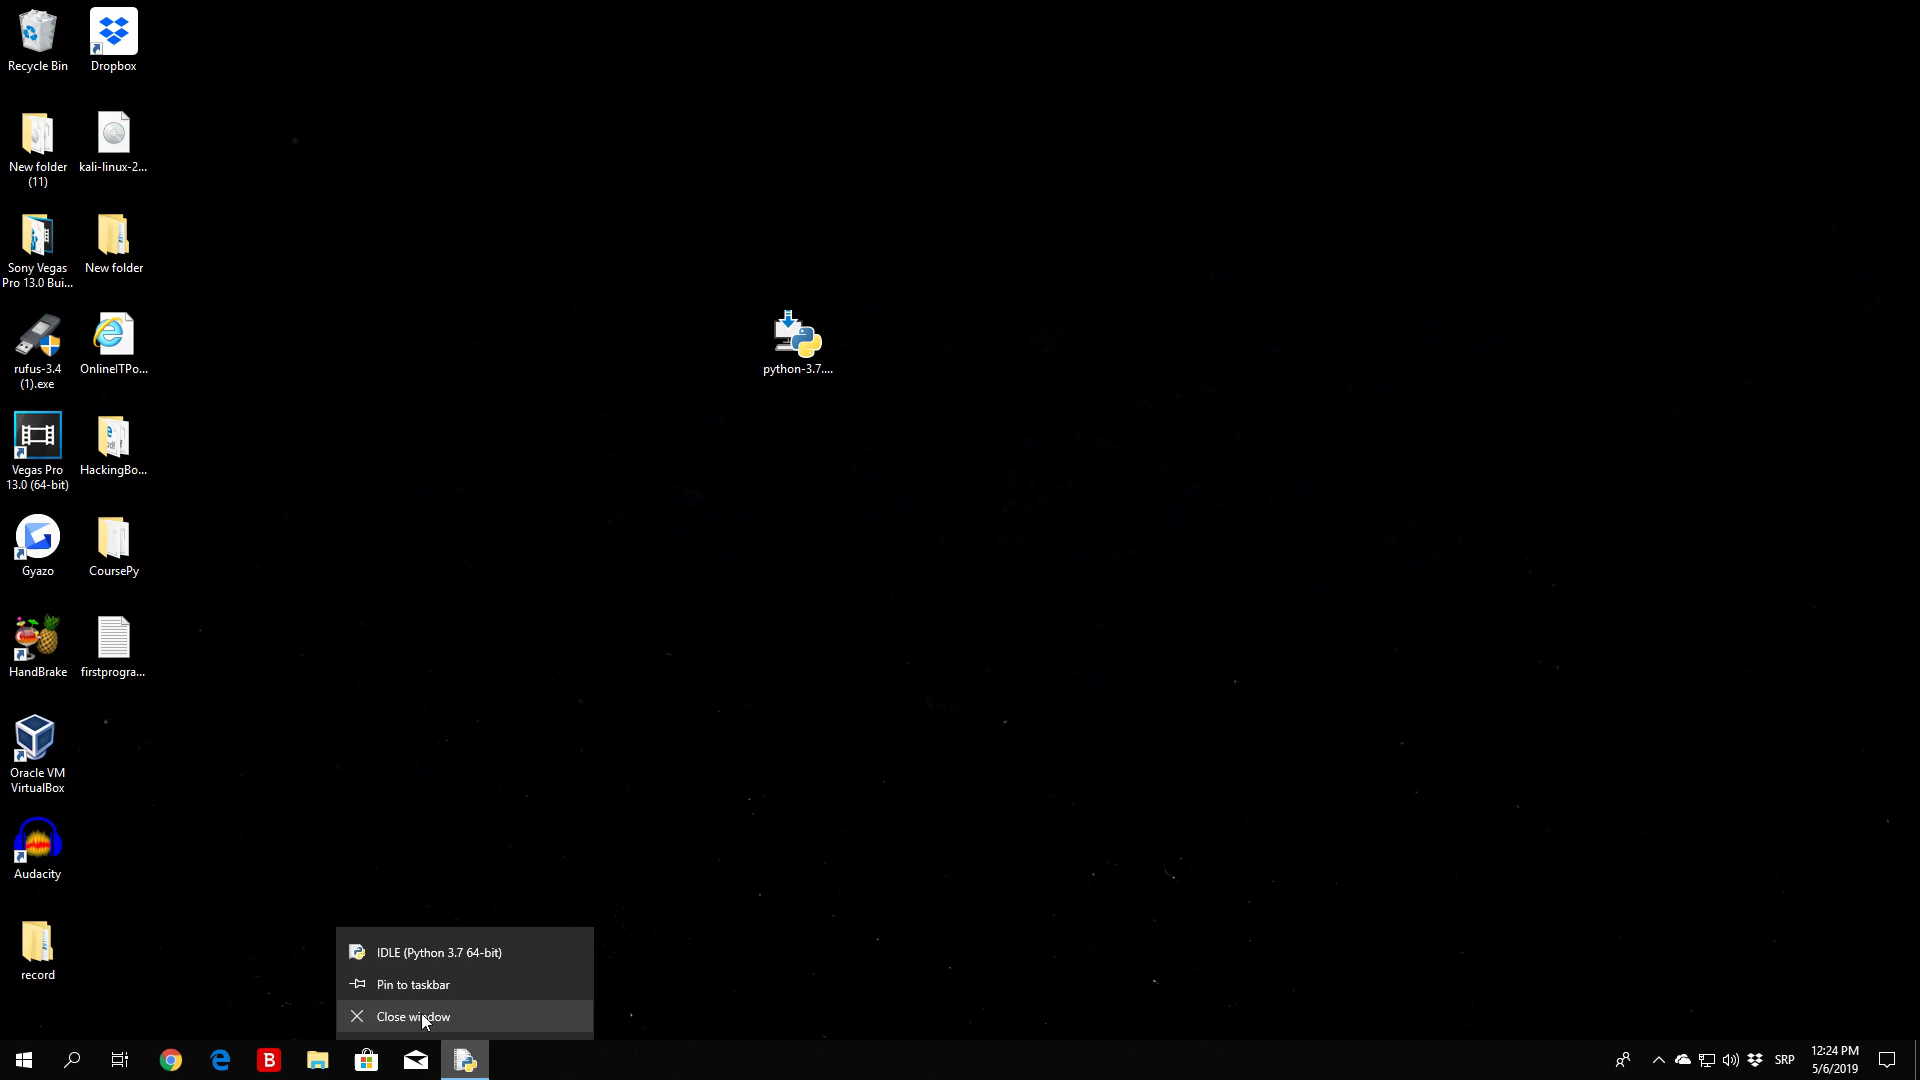 Recycle Bin
Dropbox
New folder
(11)
kali-linux-2...
Sony Vegas
Pro 13.0 Bui...
New folder
rufus-3.4
(1).exe
OnlineITPo...
python-3.7....
Vegas Pro
13.0 (64-bit)
HackingBo...
Gyazo
CoursePy
HandBrake
firstprogra...
Oracle VM
VirtualBox
Audacity
record
IDLE (Python 3.7 64-bit)
Pin to taskbar
Close window
B
SRP
12:24 PM
5/6/2019